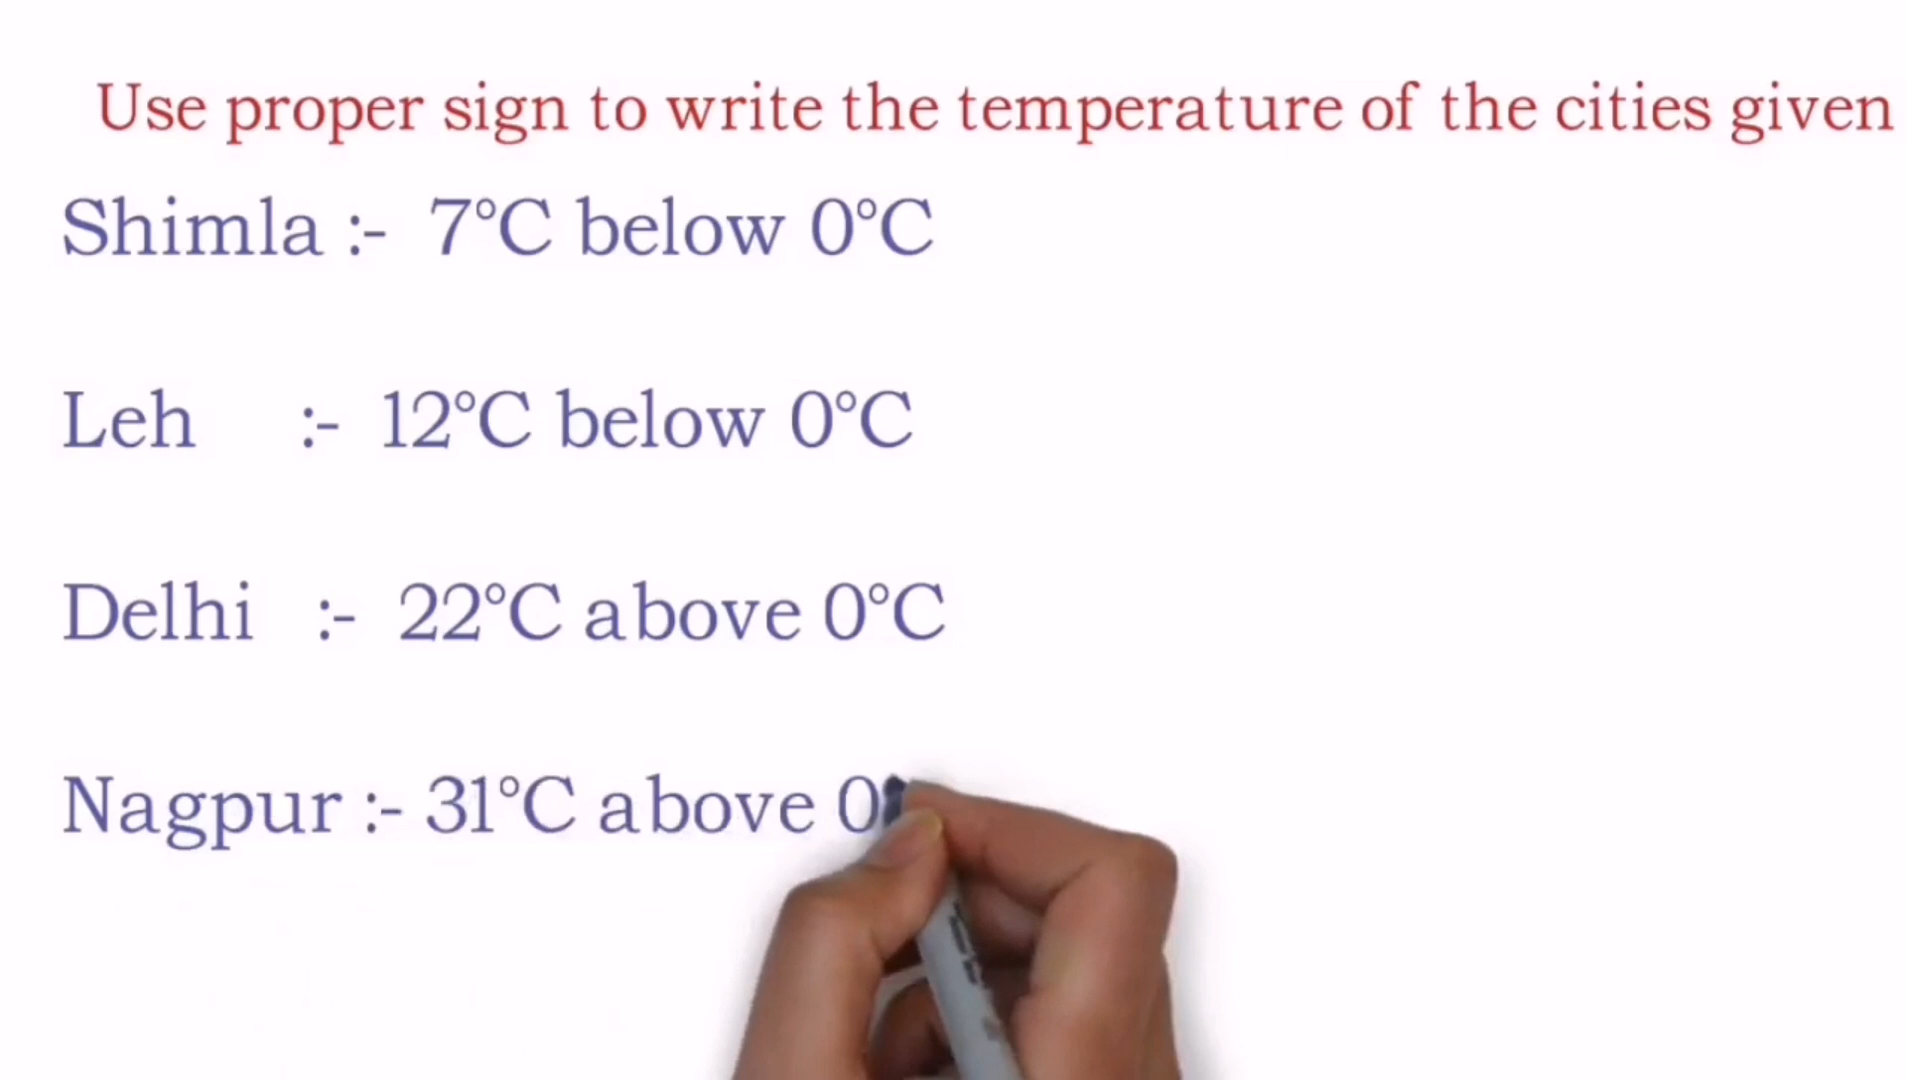 Use proper sign to write the temperature of the cities given
Shimla :- 7°C below 0°C
Leh :- 12°C below 0°C
Delhi :- 22°C above 0°C
Nagpur :- 31°C above 0